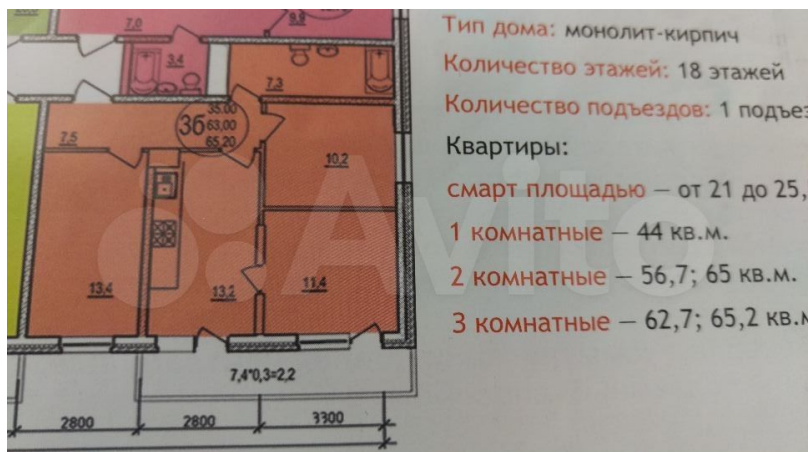 7,0
9,9
3,4
7,3
35.00
3б 63,00
65,20
7,5
10,2
13,4
13,2
11,4
7,4*0,3=2,2
2800
2800
3300
Тип дома: монолит-кирпич
Количество этажей: 18 этажей
Количество подъездов: 1 подъез
Квартиры:
смарт площадью – от 21 до 25,
1 комнатные – 44 кв.м.
2 комнатные – 56,7; 65 кв.м.
3 комнатные – 62,7; 65,2 кв.м
Avito